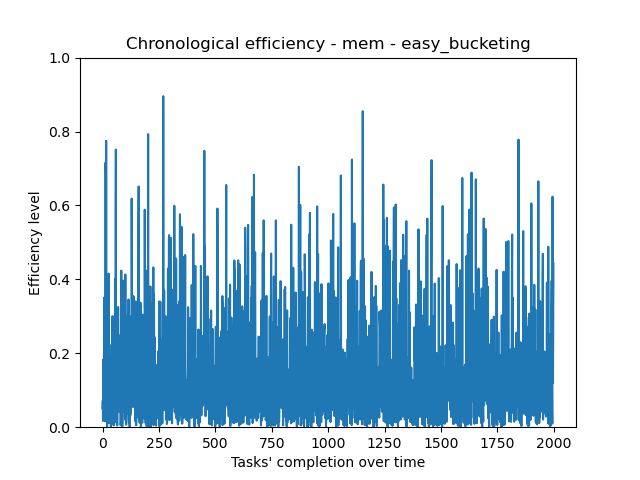 Chronological efficiency - mem - easy_bucketing
1.0
0.8
0.6
0.4
0.2
0.0
Efficiency level
0 250 500 750 1000 1250 1500 1750 2000
Tasks' completion over time